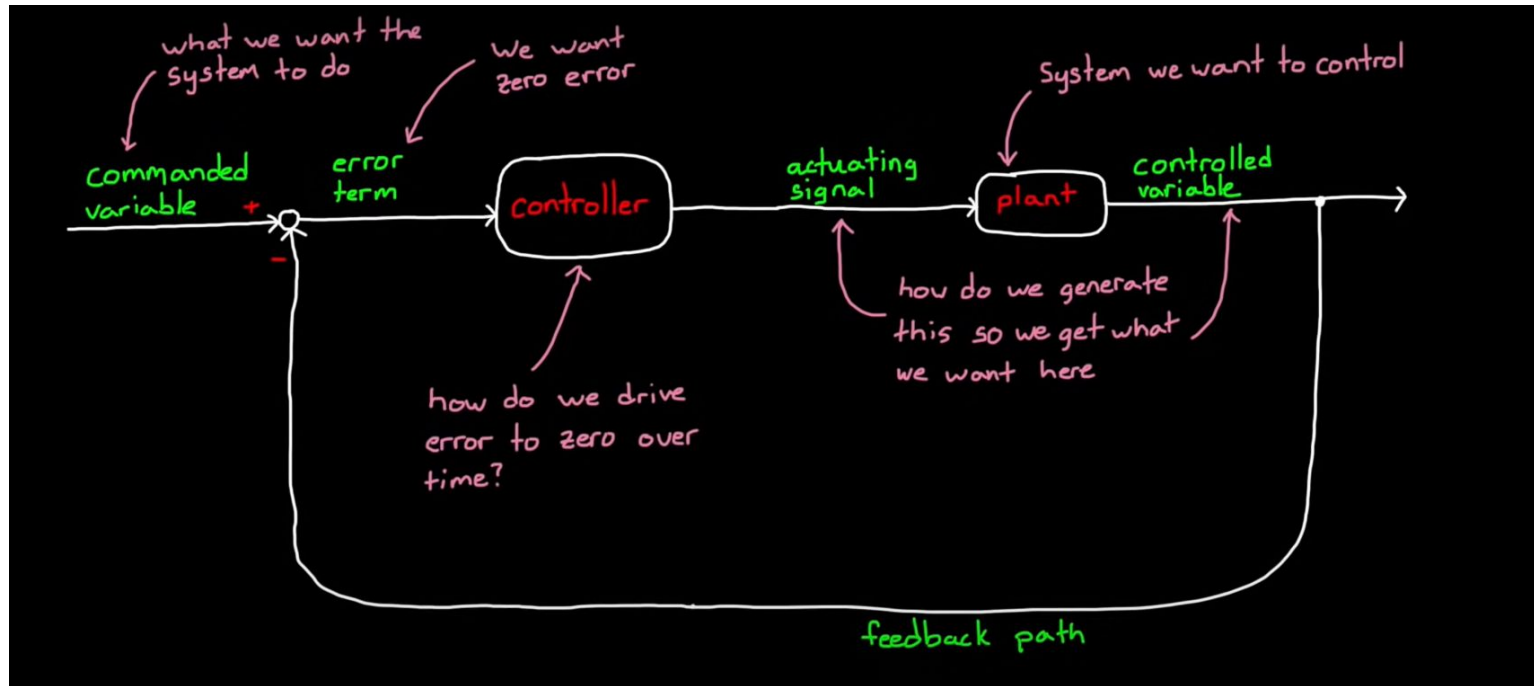 what we want the
system to do
We want
zero error
System we want to control
commanded
variable
+
-
error
term
controller
actuating
signal
plant
controlled
variable
how do we generate
this so we get what
we want here
how do we drive
error to zero over
time?
feedback path